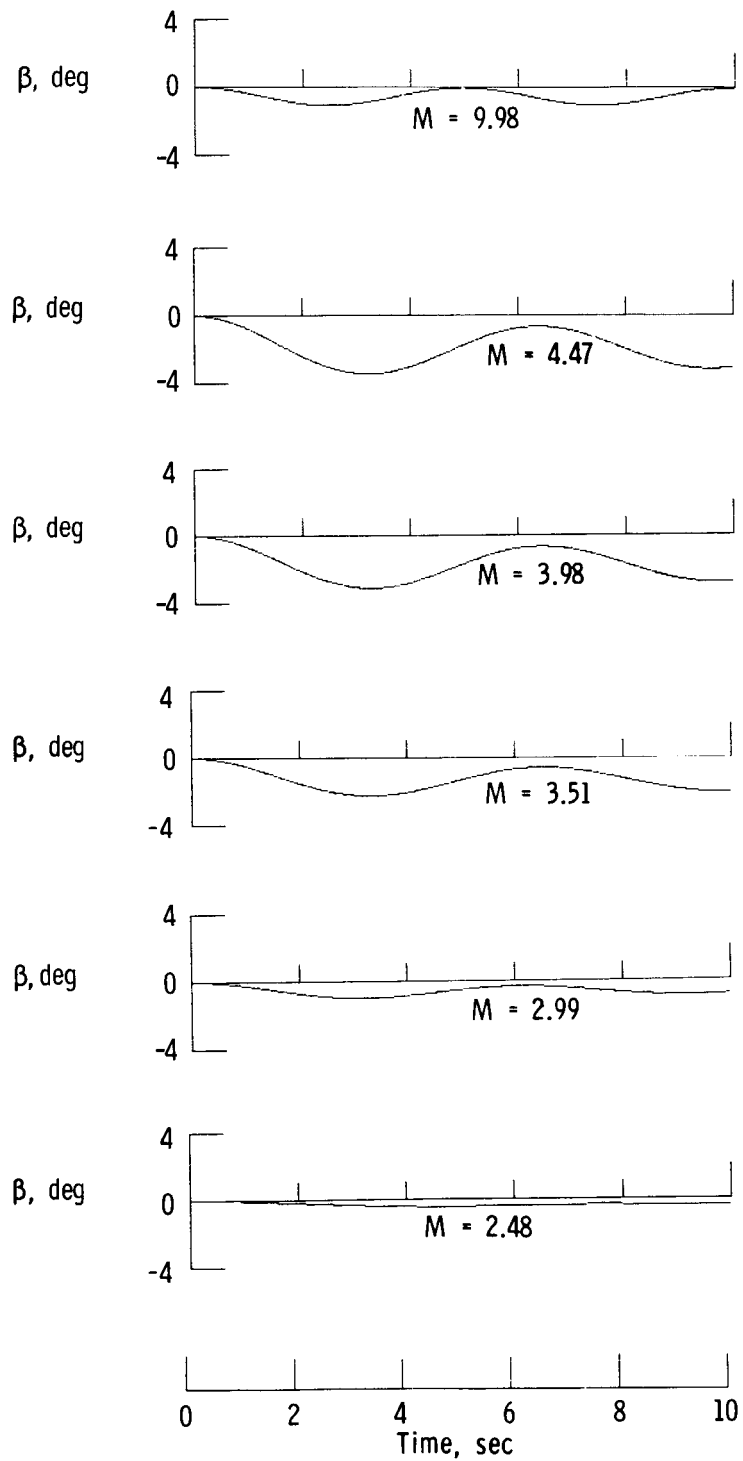 4
β, deg
0
M = 9.98
-4
4
β, deg
0
M = 4.47
-4
4
β, deg
0
M = 3.98
-4
4
β, deg
0
M = 3.51
-4
4
β, deg
0
M = 2.99
-4
4
β, deg
0
M = 2.48
-4
0 2 4 6 8 10
Time, sec